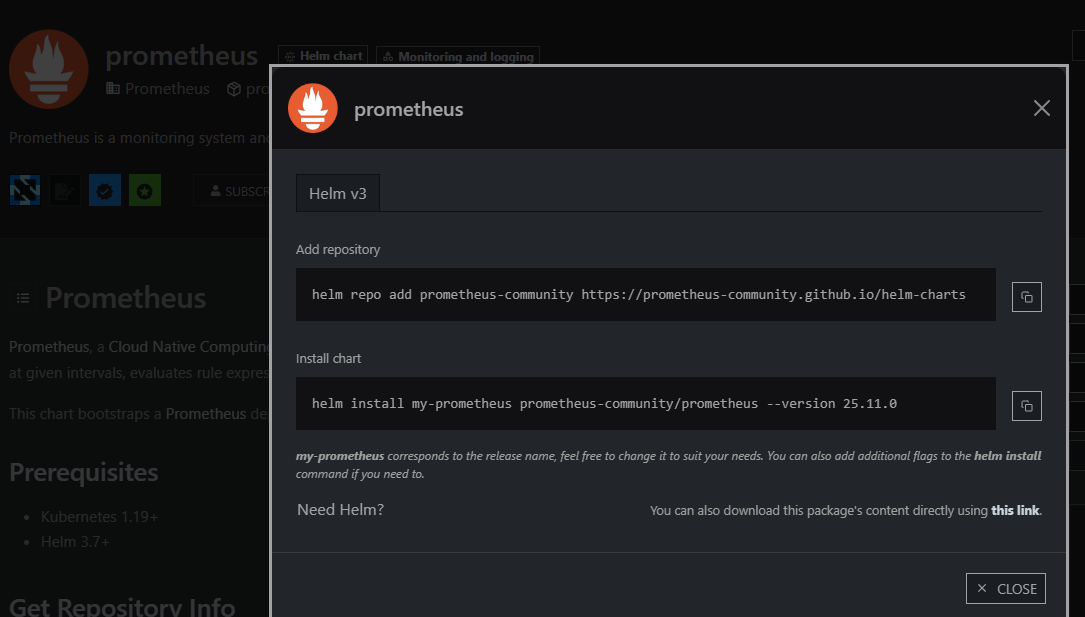 prometheus
Helm chart
Monitoring and logging
Prometheus
Prometheus is a monitoring system
SUBSCR
Prometheus
Prometheus, a Cloud Native Computing
at given intervals, evaluates rule expres
This chart bootstraps a Prometheus de
Prerequisites
Kubernetes 1.19+
Helm 3.7+
Get Repository Info
prometheus
Helm v3
Add repository
helm repo add prometheus-community https://prometheus-community.github.io/helm-charts
Install chart
helm install my-prometheus prometheus-community/prometheus --version 25.11.0
my-prometheus corresponds to the release name, feel free to change it to suit your needs. You can also add additional flags to the helm install
command if you need to.
Need Helm?
You can also download this package's content directly using this link.
CLOSE